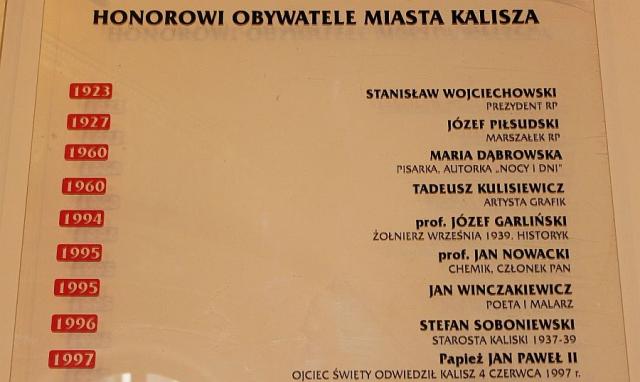 HONOROWI OBYWATELE MIASTA KALISZA
1923 STANISŁAW WOJCIECHOWSKI
PREZYDENT RP
1927 JÓZEF PIŁSUDSKI
MARSZAŁEK RP
1960 MARIA DĄBROWSKA
PISARKA, AUTORKA „NOCY I DNI"
1960 TADEUSZ KULISIEWICZ
ARTYSTA GRAFIK
1994 prof. JÓZEF GARLIŃSKI
ŻOŁNIERZ WRZEŚNIA 1939, HISTORYK
1995 prof. JAN NOWACKI
CHEMIK, CZŁONEK PAN
1995 JAN WINCZAKIEWICZ
POETA I MALARZ
1996 STEFAN SOBONIEWSKI
STAROSTA KALISKI 1937-39
1997 Papież JAN PAWEŁ II
OJCIEC ŚWIĘTY ODWIEDZIŁ KALISZ 4 CZERWCA 1997 r.